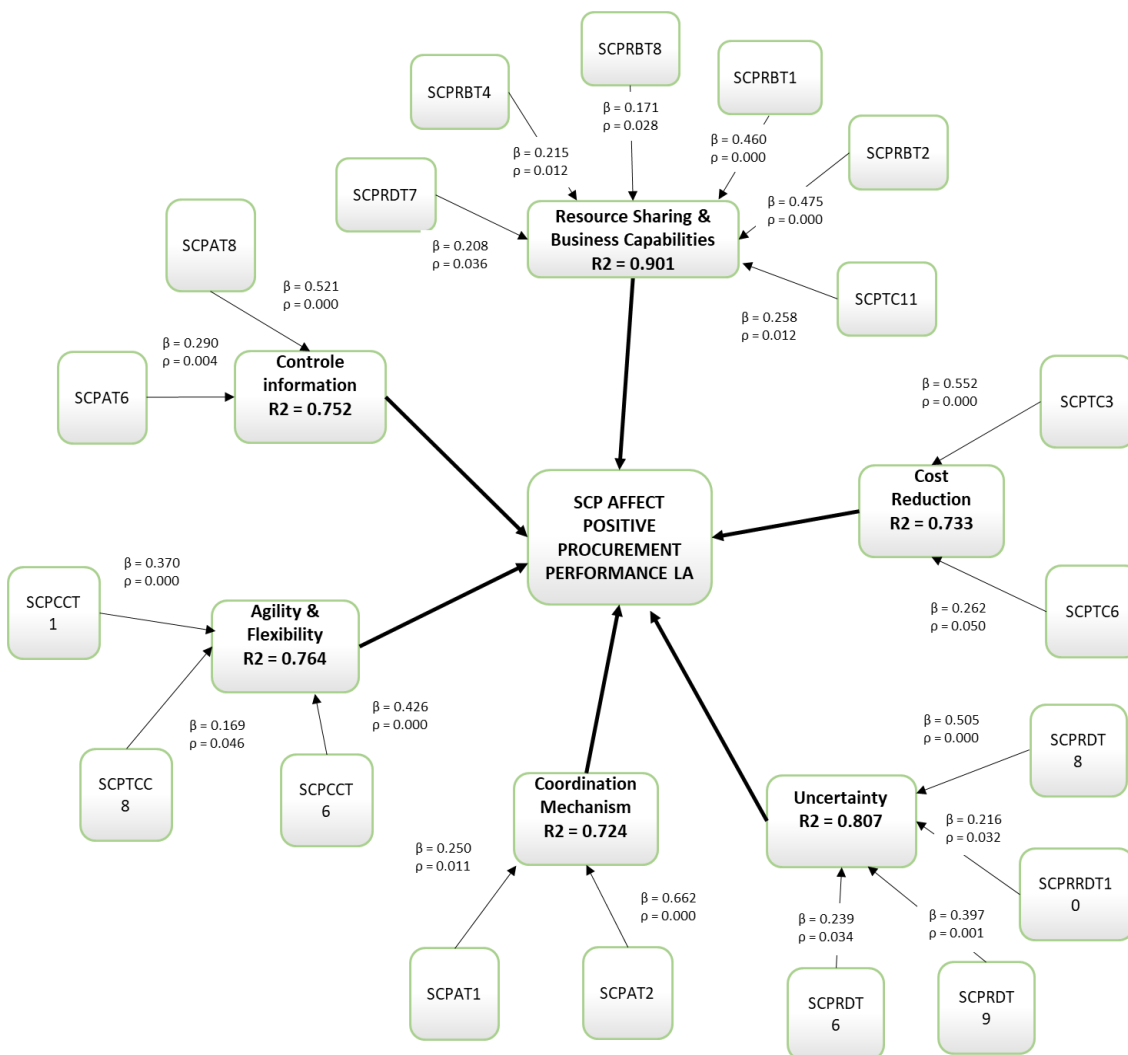 SCPRBT8
SCPRBT1
SCPRBT4
β = 0.171
ρ = 0.028
β = 0.460
ρ = 0.000
SCPRBT2
β = 0.215
ρ = 0.012
SCPRDT7
β = 0.475
ρ = 0.000
Resource Sharing &
Business Capabilities
R2 = 0.901
β = 0.208
ρ = 0.036
SCPAT8
β = 0.521
ρ = 0.000
SCPTC11
β = 0.258
ρ = 0.012
β = 0.290
ρ = 0.004
SCPAT6
Controle
information
R2 = 0.752
β = 0.552
ρ = 0.000
SCPTC3
Cost
Reduction
R2 = 0.733
SCP AFFECT
POSITIVE
PROCUREMENT
PERFORMANCE LA
β = 0.370
ρ = 0.000
SCPCCT
1
Agility &
Flexibility
R2 = 0.764
β = 0.262
ρ = 0.050
SCPTC6
β = 0.169
ρ = 0.046
β = 0.426
ρ = 0.000
SCPTCC
8
SCPCCT
6
β = 0.505
ρ = 0.000
SCPRDT
8
Coordination
Mechanism
R2 = 0.724
Uncertainty
R2 = 0.807
β = 0.216
ρ = 0.032
β = 0.250
ρ = 0.011
β = 0.662
ρ = 0.000
SCPRRDT1
0
β = 0.239
ρ = 0.034
β = 0.397
ρ = 0.001
SCPAT1
SCPAT2
SCPRDT
6
SCPRDT
9